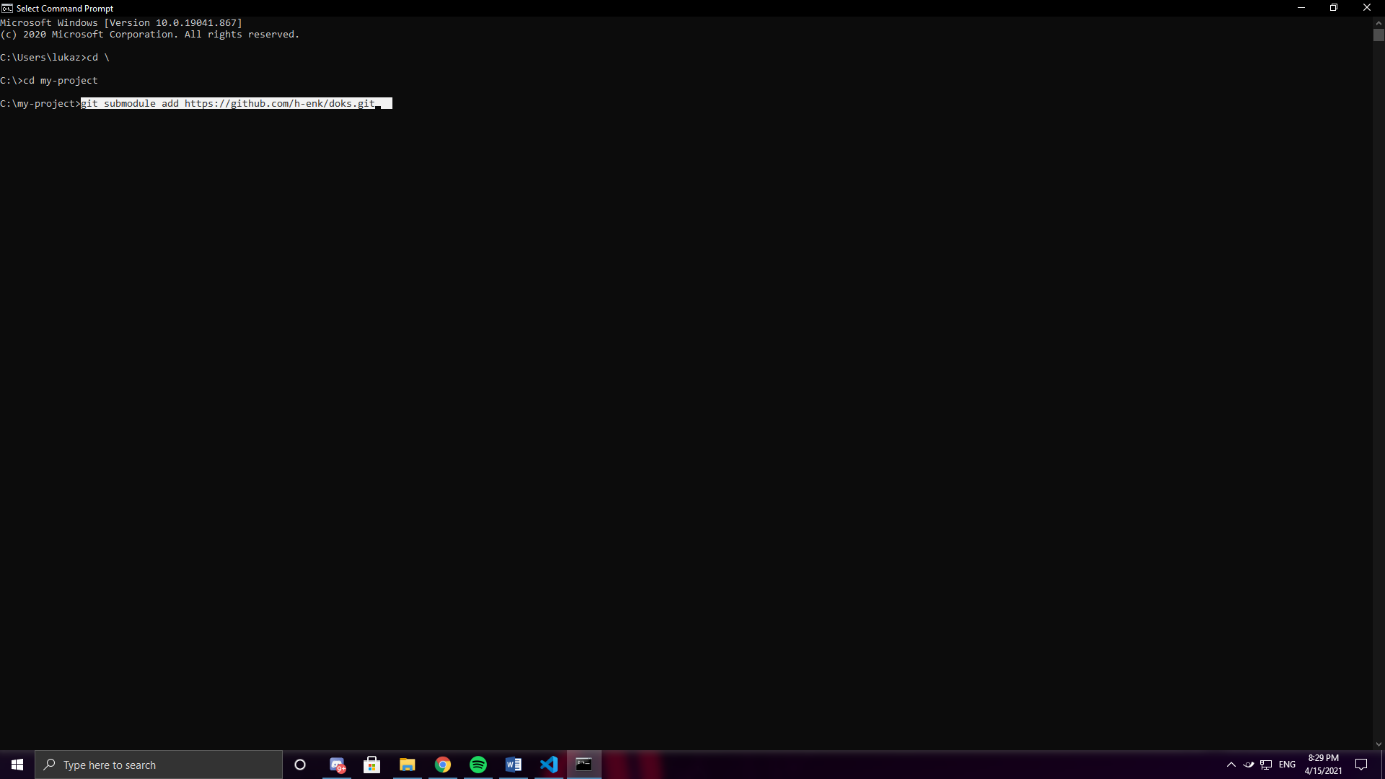 Select Command Prompt
Microsoft Windows [Version 10.0.19041.867]
(c) 2020 Microsoft Corporation. All rights reserved.
C:\Users\lukaz>cd \
C:\>cd my-project
C:\my-project>git submodule add https://github.com/h-enk/doks.git
Type here to search
ENG
8:29 PM
4/15/2021